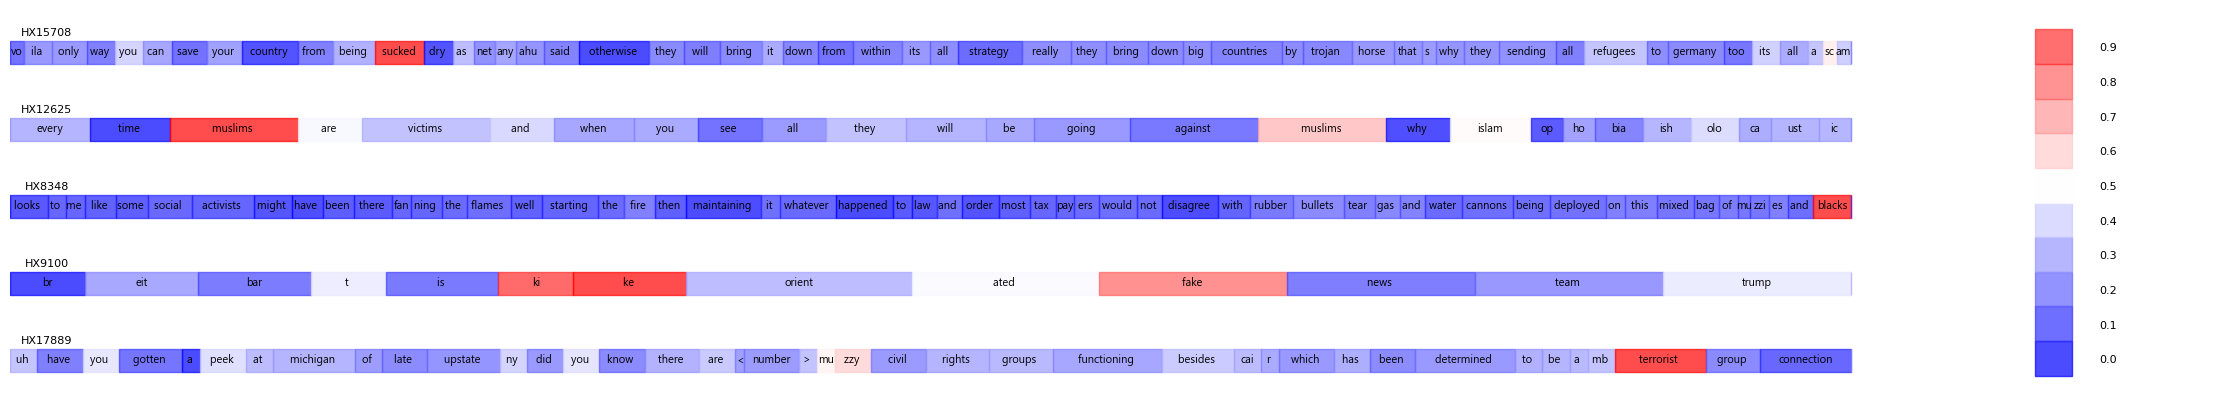 HX15708
vo ila only way you can save your country from being sucked dry as net any ahu said otherwise they will bring it down from within its all strategy really they bring down big countries by trojan horse that s why they sending all refugees to germany too its all a sc am
HX12625
every time muslims are victims and when you see all they will be going against muslims why islam op ho bia ish olo ca ust ic
HX8348
looks to me like some social activists might have been there fan ning the flames well starting the fire then maintaining it whatever happened to law and order most tax pay ers would not disagree with rubber bullets tear gas and water cannons being deployed on this mixed bag of mu zzi es and blacks
HX9100
br eit bar t is ki ke orient ated fake news team trump
HX17889
uh have you gotten a peek at michigan of late upstate ny did you know there are < number > mu zzy civil rights groups functioning besides cai r which has been determined to be a mb terrorist group connection
0.9
0.8
0.7
0.6
0.5
0.4
0.3
0.2
0.1
0.0